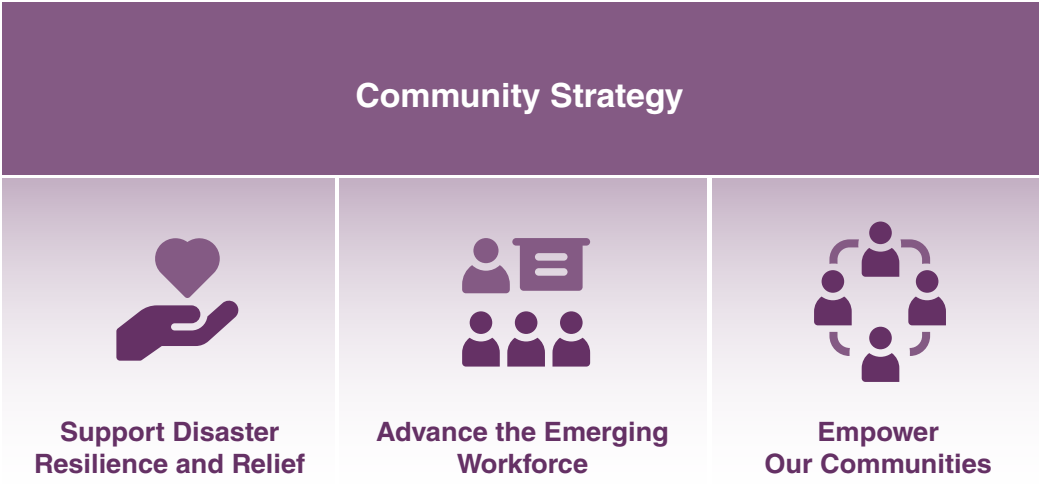 Community Strategy
Support Disaster
Resilience and Relief
Advance the Emerging
Workforce
Empower
Our Communities